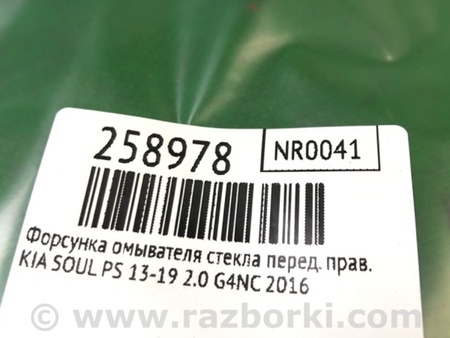 258978
NR0041
Форсунка омывателя стекла перед. прав.
KIA SOUL PS 13-19 2.0 G4NC 2016
© www.razborki.com